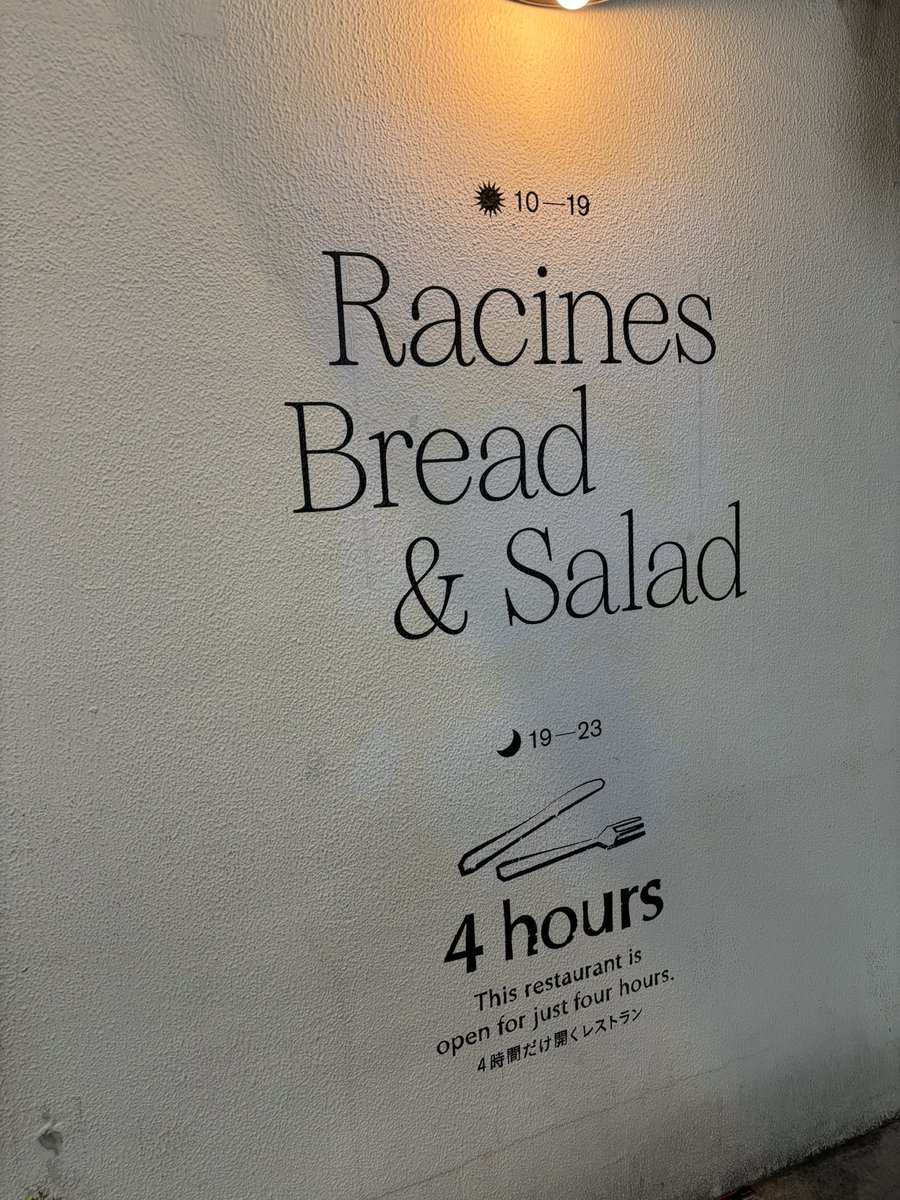 10—19
Racines
Bread
& Salad
19—23
4 hours
This restaurant is
open for just four hours.
4時間だけ開くレストラン